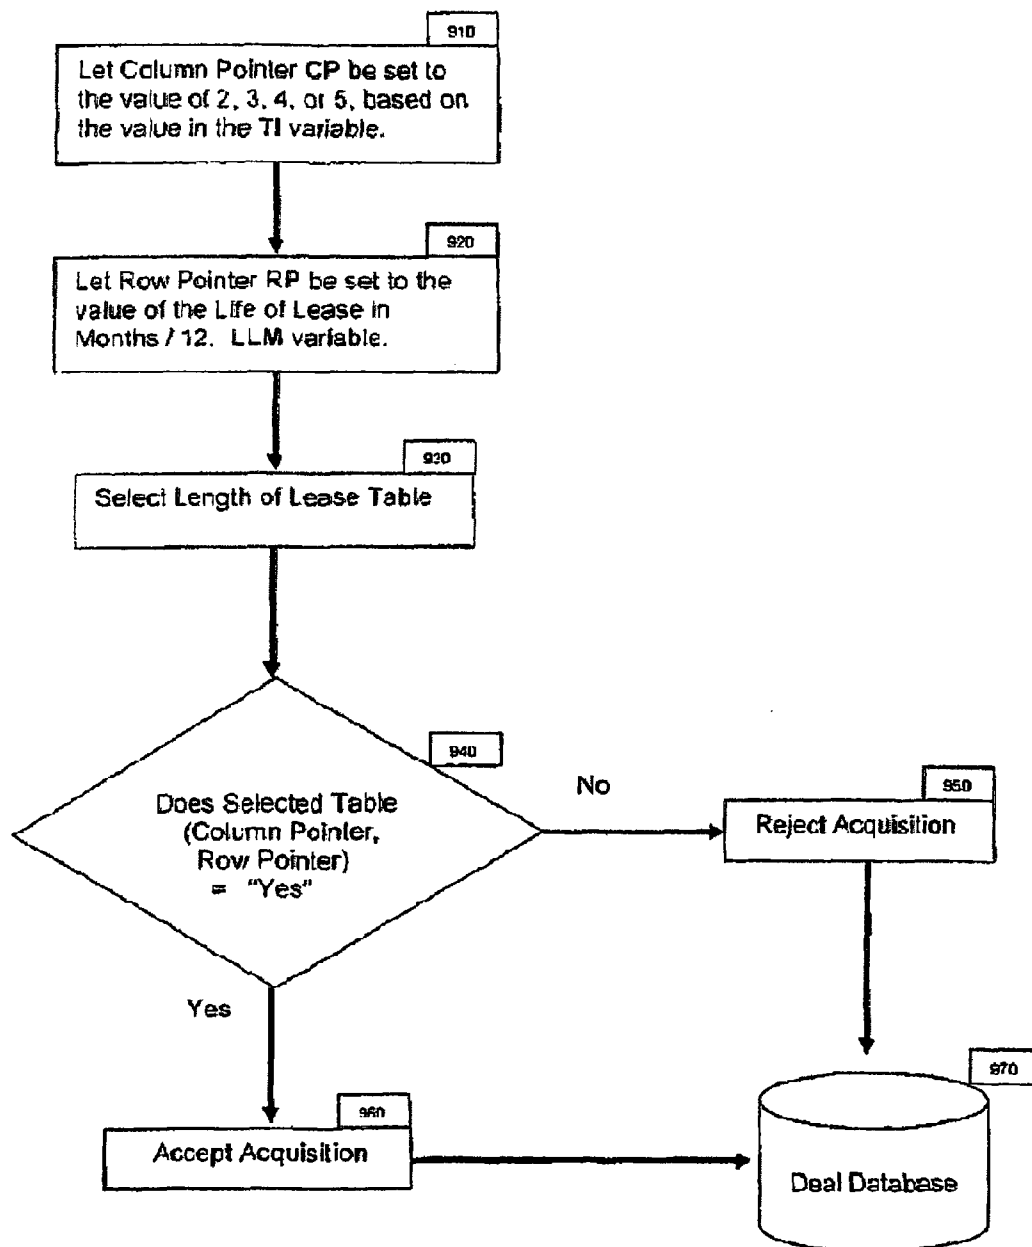 910
Let Column Pointer CP be set to
the value of 2, 3, 4, or 5, based on
the value in the TI variable.
920
Let Row Pointer RP be set to the
value of the Life of Lease in
Months / 12. LLM variable.
930
Select Length of Lease Table
940
Does Selected Table
(Column Pointer,
Row Pointer)
= "Yes"
No
950
Reject Acquisition
Yes
960
Accept Acquisition
970
Deal Database